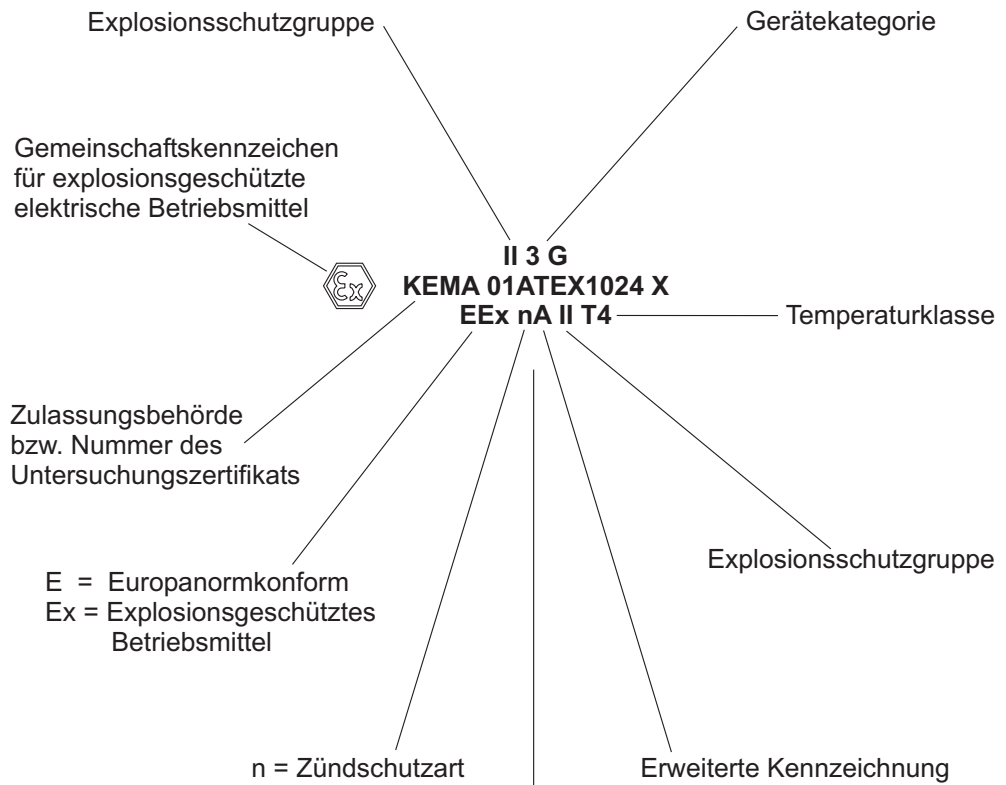 Explosionsschutzgruppe
Gerätekategorie
Gemeinschaftskennzeichen
für explosionsgeschützte
elektrische Betriebsmittel
Ex
II 3 G
KEMA 01ATEX1024 X
EEx nA II T4
Temperaturklasse
Zulassungsbehörde
bzw. Nummer des
Untersuchungszertifikats
Explosionsschutzgruppe
E = Europanormkonform
Ex = Explosionsgeschütztes
Betriebsmittel
n = Zündschutzart
Erweiterte Kennzeichnung